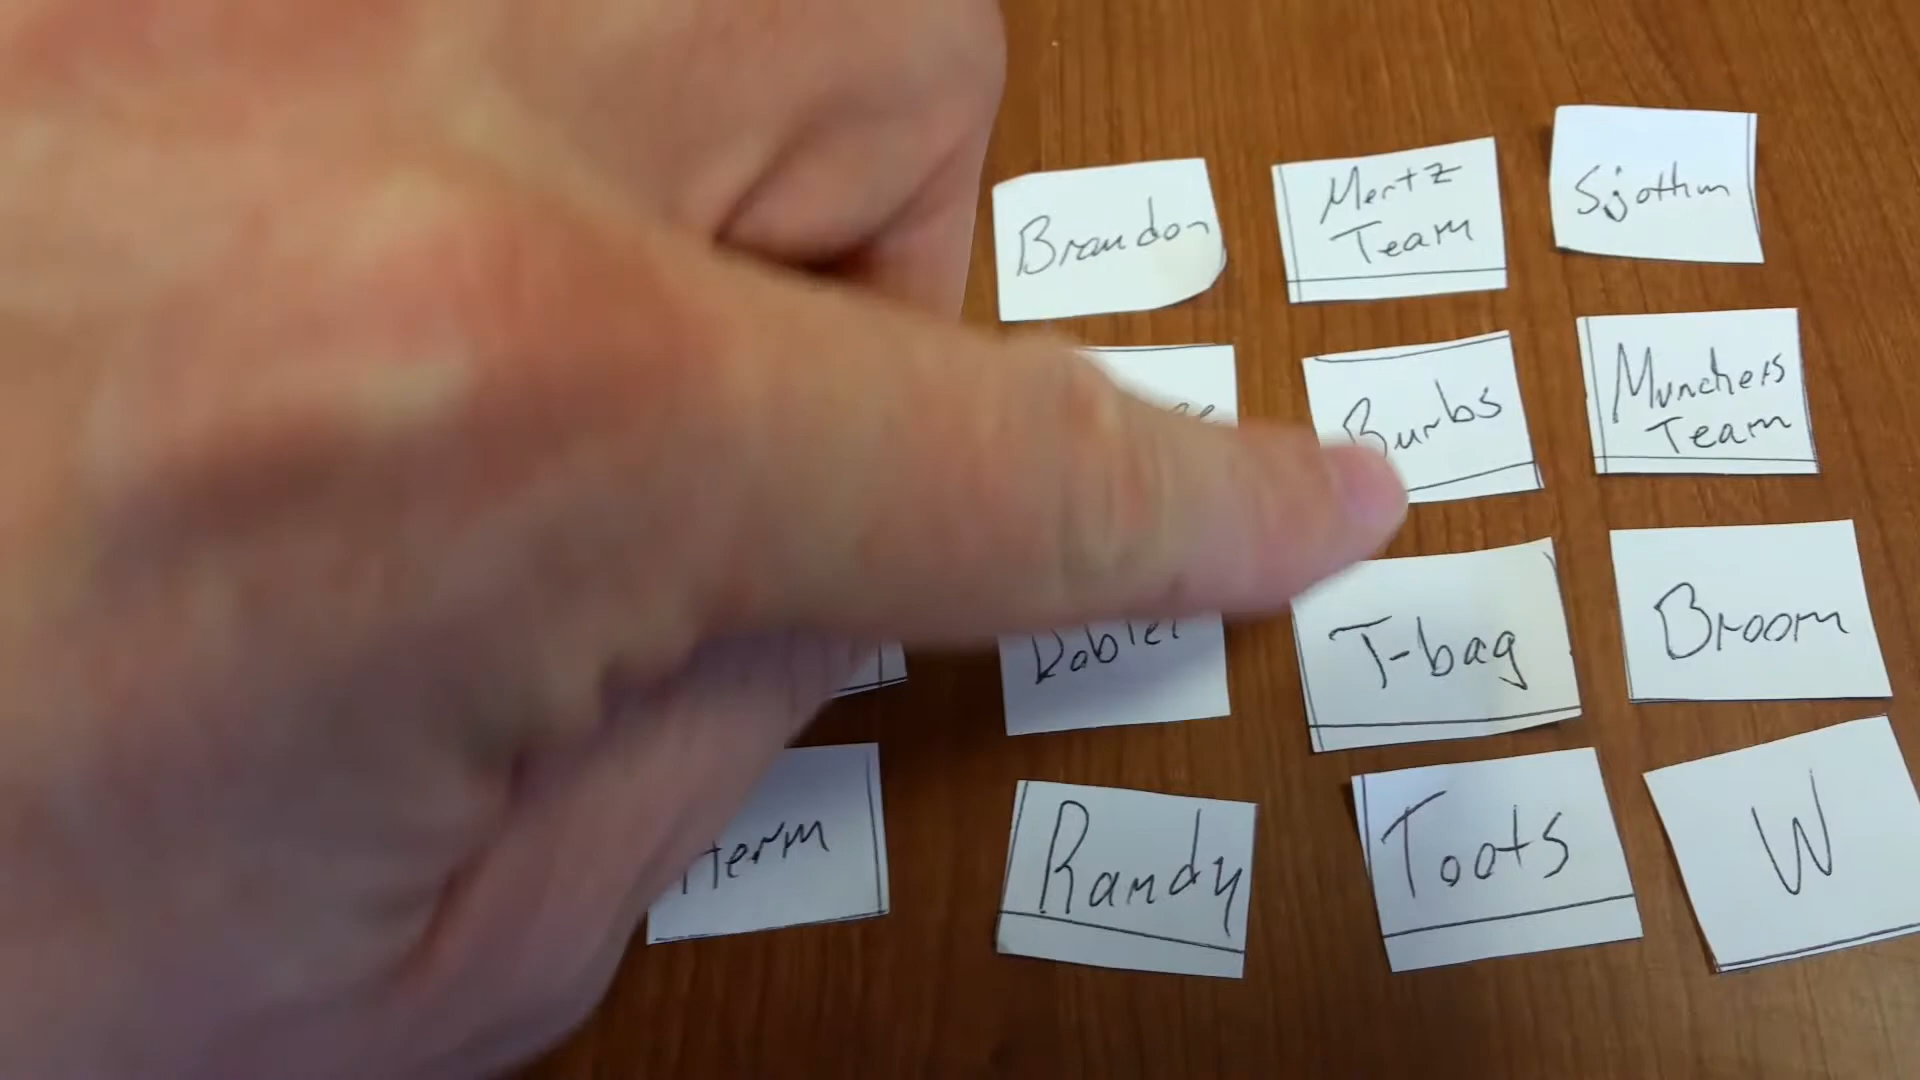 Brandon
Mertz
Team
Sjothun
Burbs
Munchers
Team
T-bag
Broom
Herm
Randy
Toots
W